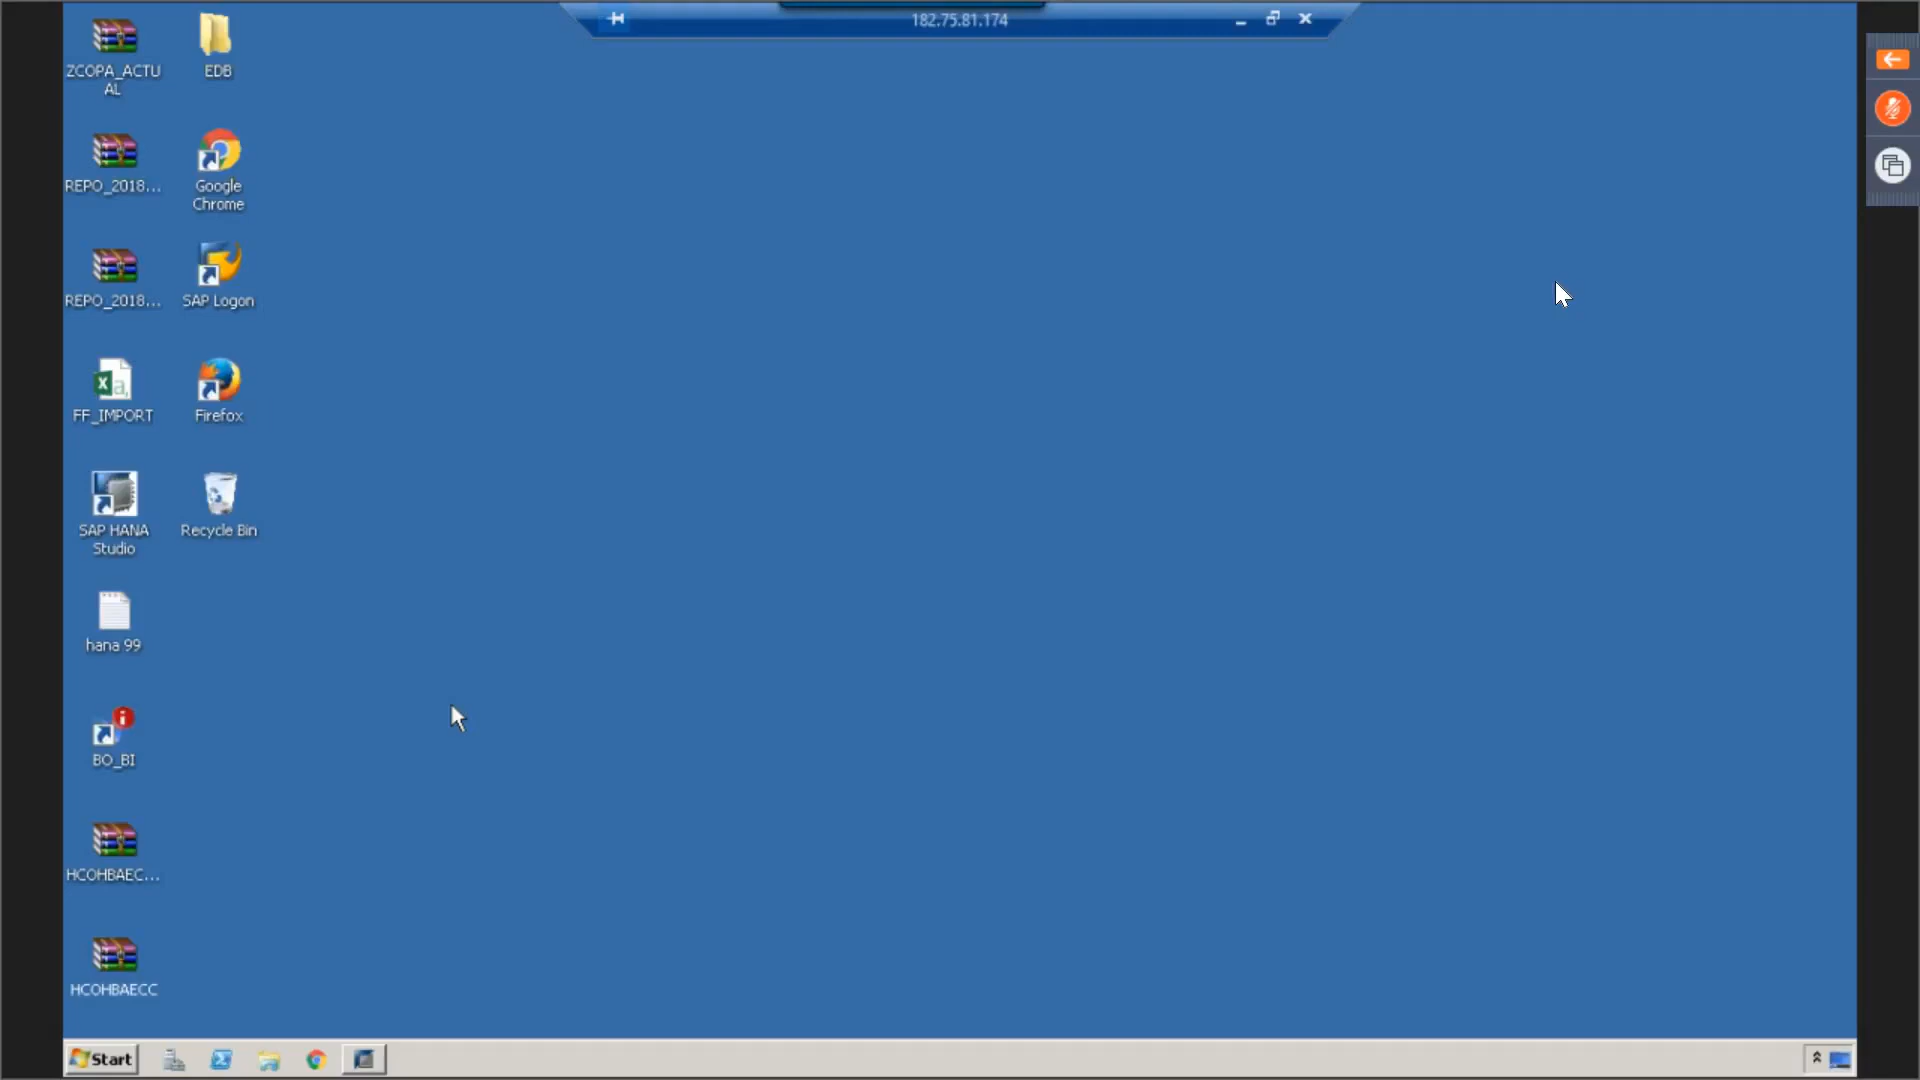 182.75.81.174
ZCOPA_ACTU
AL
EDB
REPO_2018...
Google
Chrome
REPO_2018...
SAP Logon
FF_IMPORT
Firefox
SAP HANA
Studio
Recycle Bin
hana 99
BO_BI
HCOHBAEC...
HCOHBAECC
Start